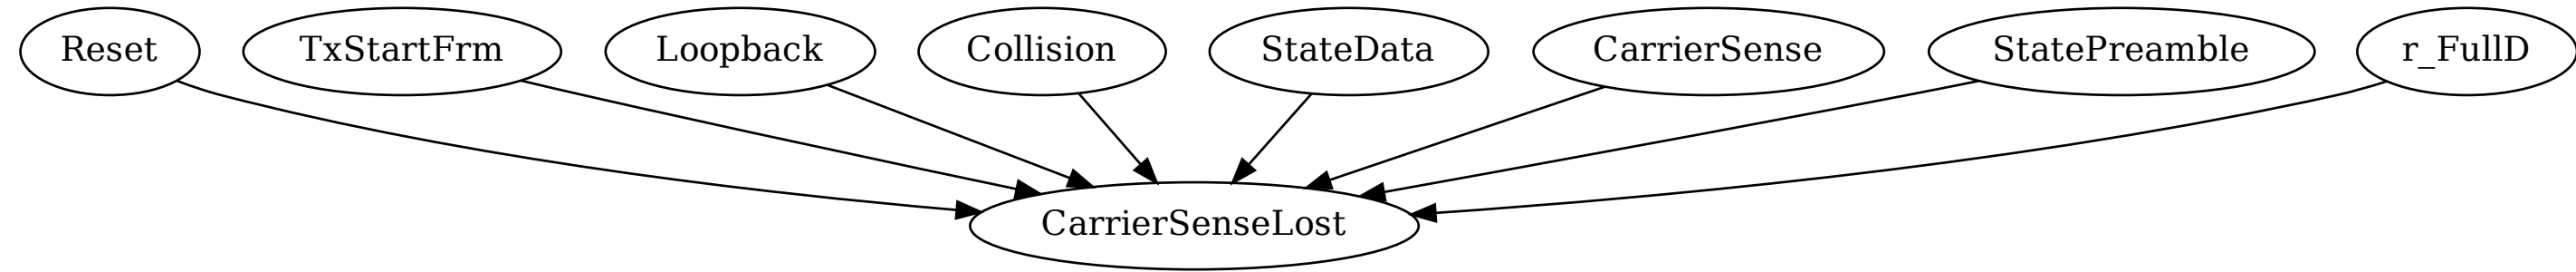 Reset
TxStartFrm
Loopback
Collision
StateData
CarrierSense
StatePreamble
r_FullD
CarrierSenseLost